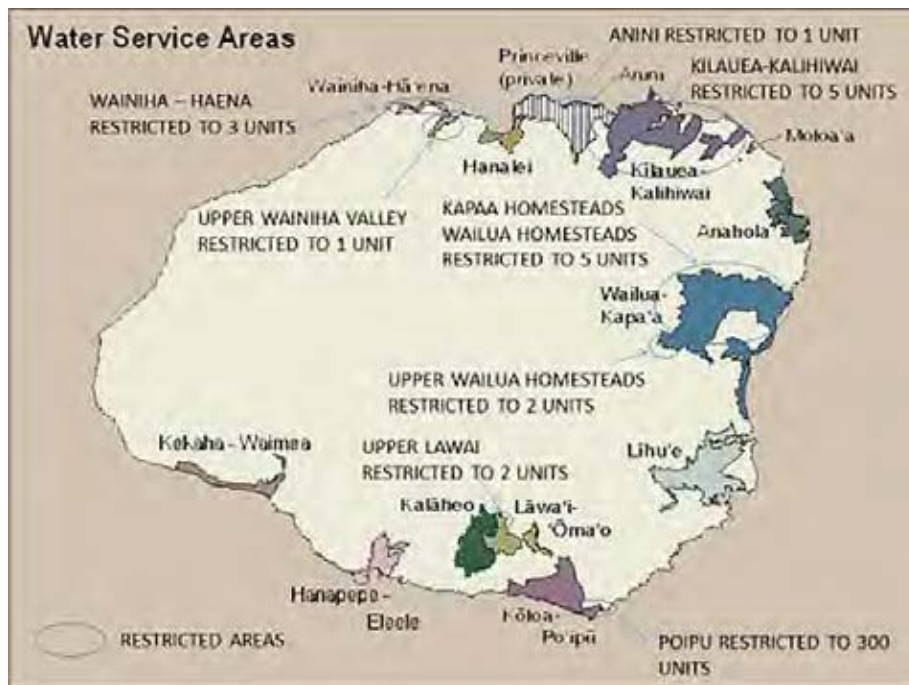 Water Service Areas
ANINI RESTRICTED TO 1 UNIT
Princeville
(private)
Anini
KILAUEA-KALIHIWAI
RESTRICTED TO 5 UNITS
Wainiha-Hā'ena
WAINIHA – HAENA
RESTRICTED TO 3 UNITS
Moloa'a
Hanalei
Kīlauea-
Kalihiwai
UPPER WAINIHA VALLEY
RESTRICTED TO 1 UNIT
KAPAA HOMESTEADS
WAILUA HOMESTEADS
RESTRICTED TO 5 UNITS
Anahola
Wailua-
Kapa'a
UPPER WAILUA HOMESTEADS
RESTRICTED TO 2 UNITS
Kekaha - Waimea
UPPER LAWAI
RESTRICTED TO 2 UNITS
Līhu'e
Kalāheo
Lāwa'i-
'Ōma'o
Hanapepe -
Eleele
Kōloa-
Po'ipū
RESTRICTED AREAS
POIPU RESTRICTED TO 300
UNITS